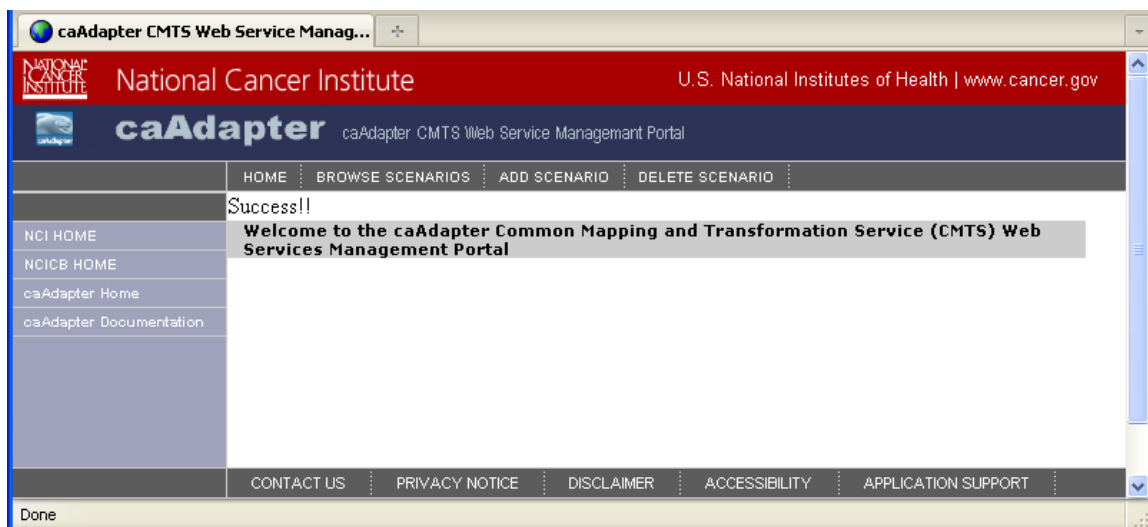 caAdapter CMTS Web Service Manag...
NATIONAL
CANCER
INSTITUTE
National Cancer Institute
U.S. National Institutes of Health | www.cancer.gov
caAdapter
caAdapter
caAdapter CMTS Web Service Managemant Portal
HOME
BROWSE SCENARIOS
ADD SCENARIO
DELETE SCENARIO
Success!!
Welcome to the caAdapter Common Mapping and Transformation Service (CMTS) Web
Services Management Portal
NCI HOME
NCICB HOME
caAdapter Home
caAdapter Documentation
CONTACT US
PRIVACY NOTICE
DISCLAIMER
ACCESSIBILITY
APPLICATION SUPPORT
Done